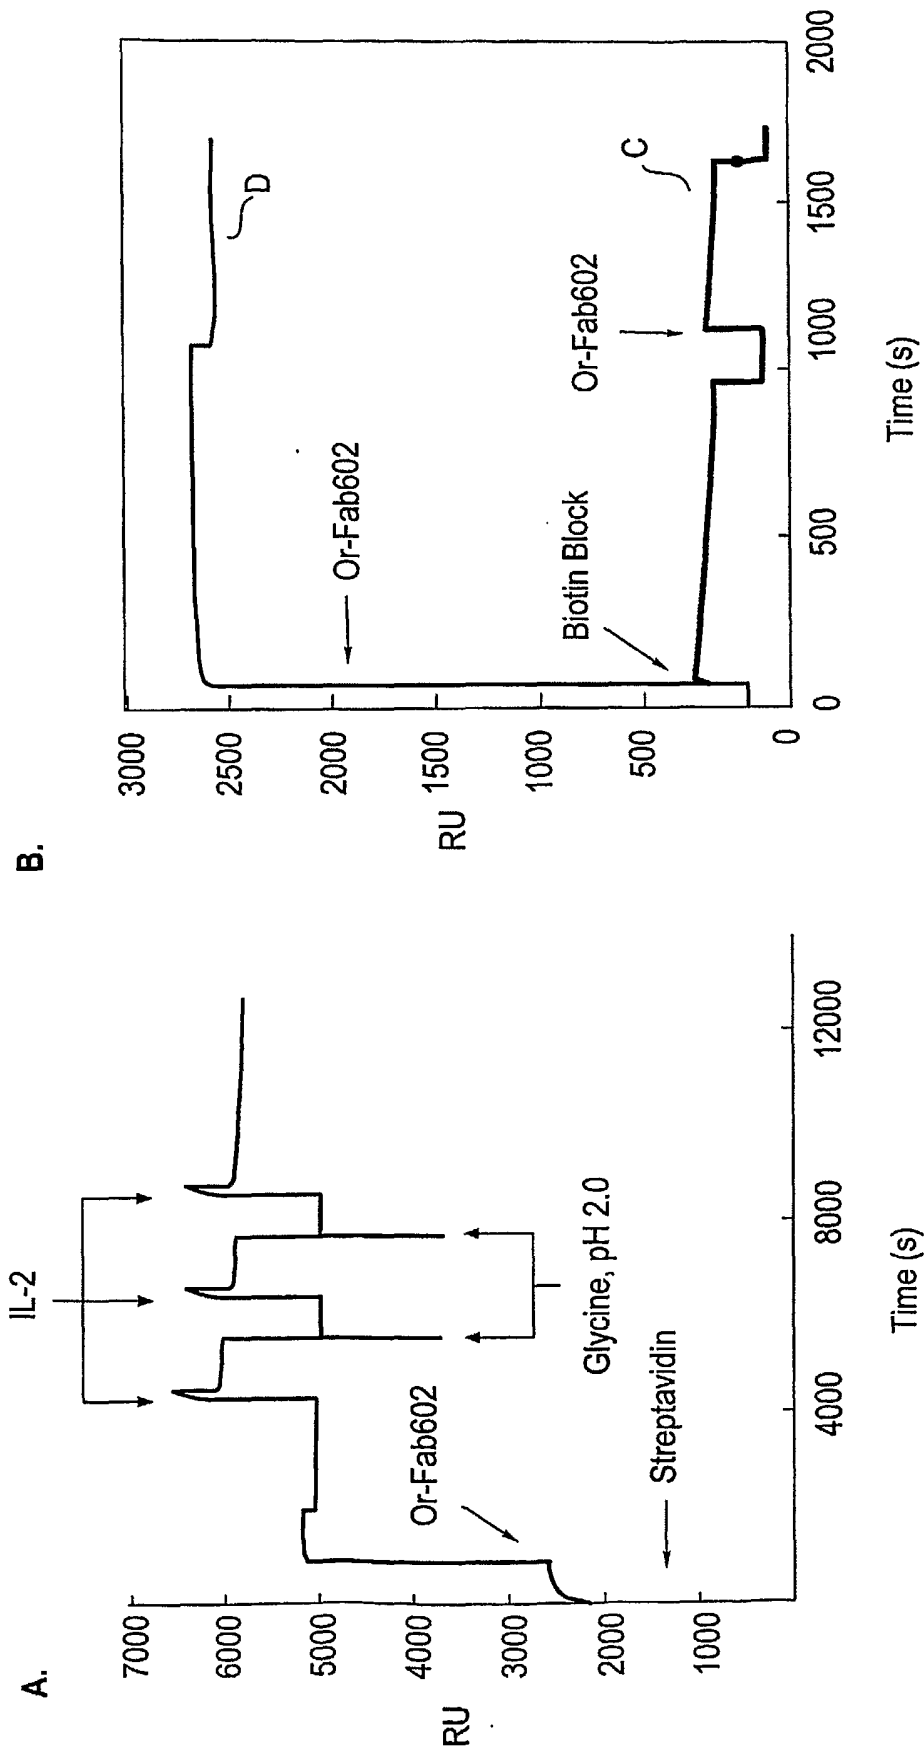 A.
RU
7000
6000
5000
4000
3000
2000
1000
IL-2
Or-Fab602
Glycine, pH 2.0
Streptavidin
4000
8000
12000
Time (s)
B.
RU
3000
2500
2000
1500
1000
500
0
D
Or-Fab602
Biotin Block
Or-Fab602
C
0
500
1000
1500
2000
Time (s)